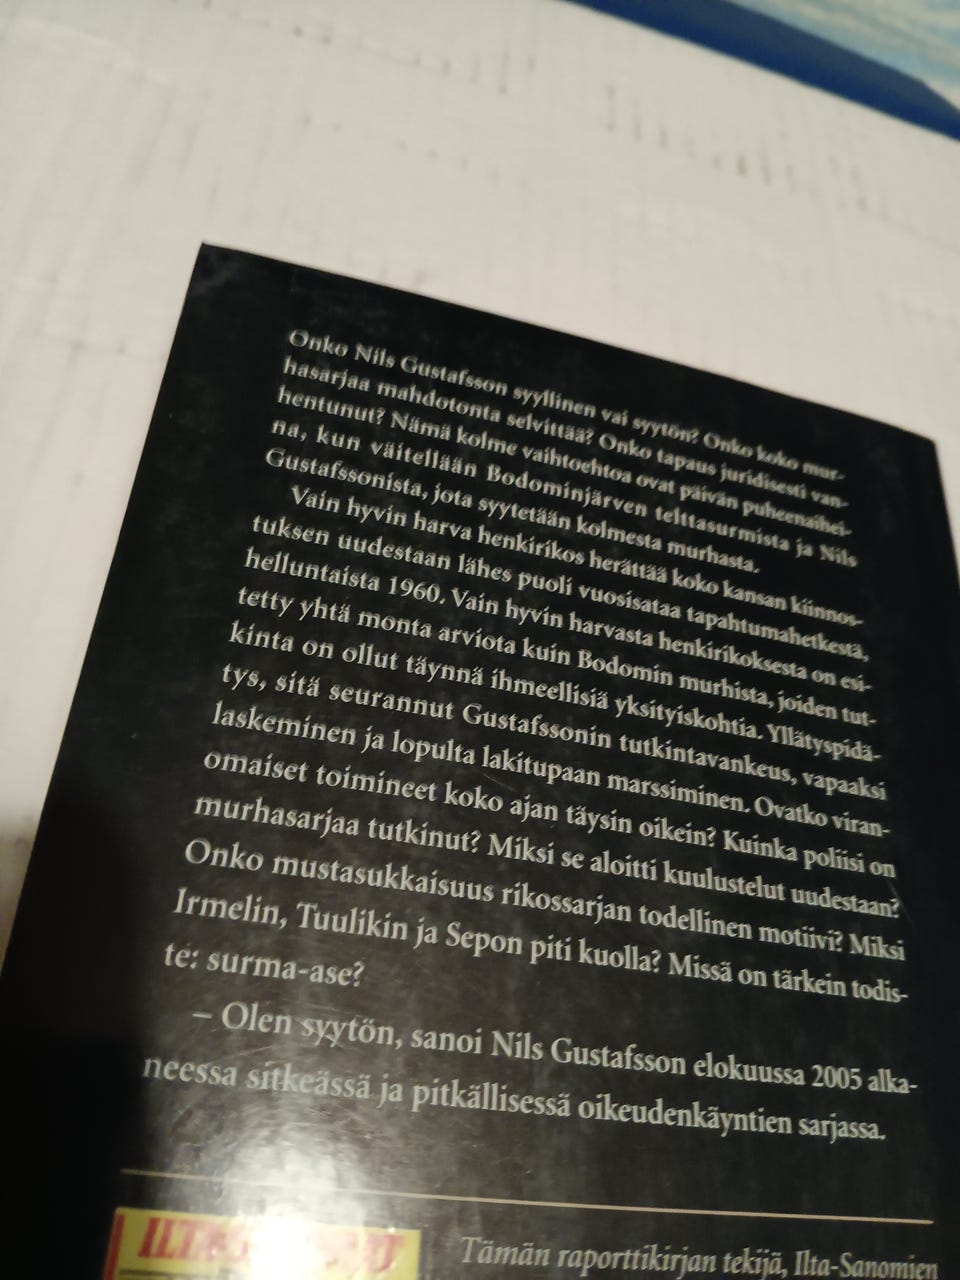 Onko Nils Gustafsson syyllinen vai syytön? Onko koko mur-
hasarjaa mahdotonta selvittää? Onko tapaus juridisesti van-
hentunut? Nämä kolme vaihtoehtoa ovat päivän puheenaihei-
na, kun väitellään Bodominjärven telttasurmista ja Nils
Gustafssonista, jota syytetään kolmesta murhasta.
Vain hyvin harva henkirikos herättää koko kansan kiinnos-
tuksen uudestaan lähes puoli vuosisataa tapahtumahetkestä,
helluntaista 1960. Vain hyvin harvasta henkirikoksesta on esi-
tetty yhtä monta arviota kuin Bodomin murhista, joiden tut-
kinta on ollut täynnä ihmeellisiä yksityiskohtia. Yllätyspidä-
tys, sitä seurannut Gustafssonin tutkintavankeus, vapaaksi
laskeminen ja lopulta lakitupaan marssiminen. Ovatko viran-
omaiset toimineet koko ajan täysin oikein? Kuinka poliisi on
murhasarjaa tutkinut? Miksi se aloitti kuulustelut uudestaan?
Onko mustasukkaisuus rikossarjan todellinen motiivi? Miksi
Irmelin, Tuulikin ja Sepon piti kuolla? Missä on tärkein todis-
te: surma-ase?
– Olen syytön, sanoi Nils Gustafsson elokuussa 2005 alka-
neessa sitkeässä ja pitkällisessä oikeudenkäyntien sarjassa.
Tämän raporttikirjan tekijä, Ilta-Sanomien